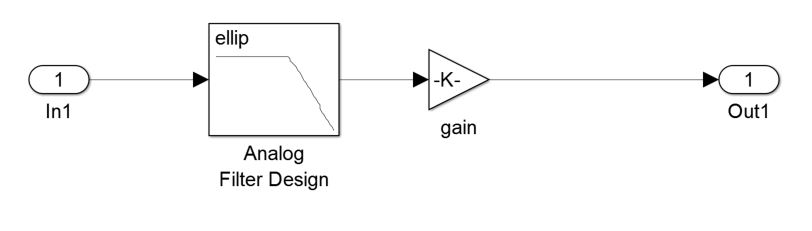 ellip
1
-K-
1
In1
Out1
gain
Analog
Filter Design